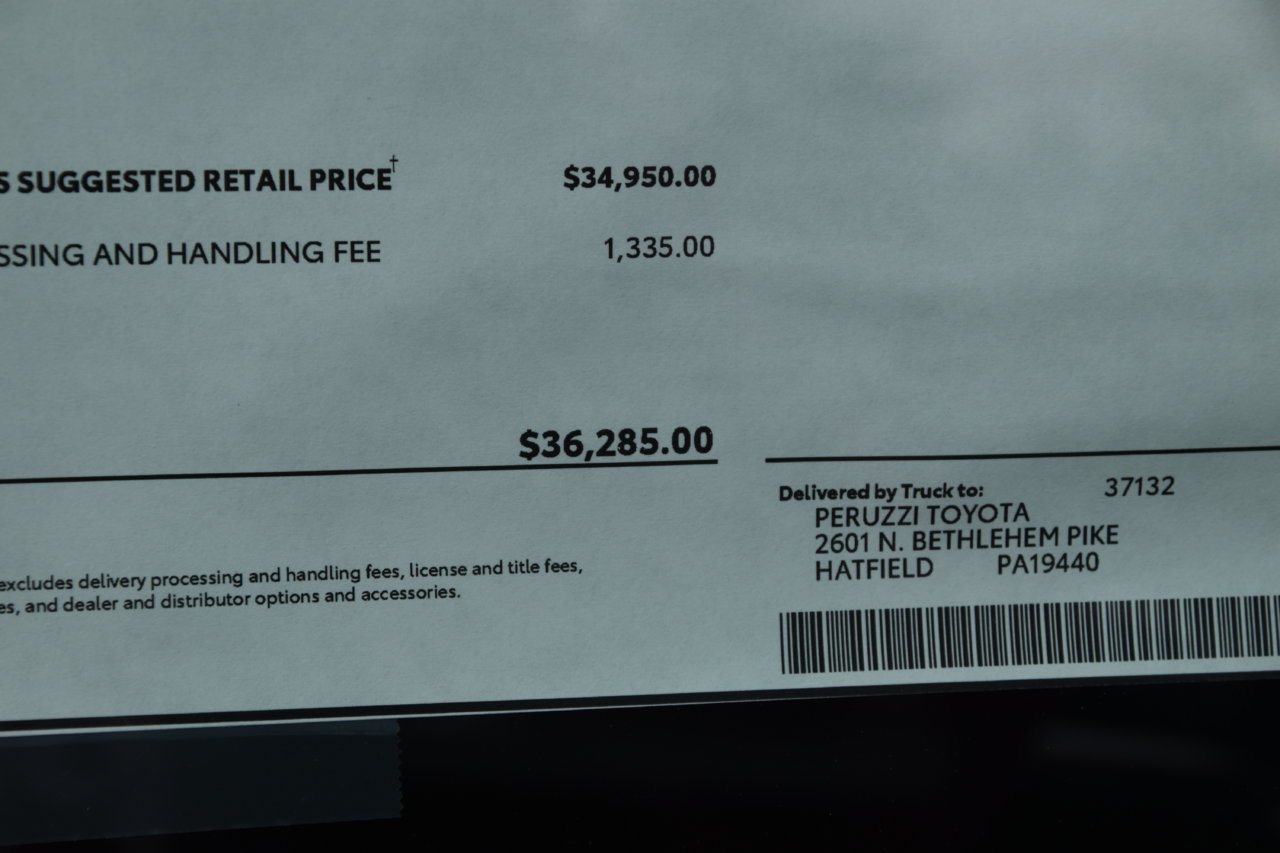 S SUGGESTED RETAIL PRICE† $34,950.00
SSING AND HANDLING FEE 1,335.00
$36,285.00
Delivered by Truck to: 37132
PERUZZI TOYOTA
2601 N. BETHLEHEM PIKE
HATFIELD PA19440
excludes delivery processing and handling fees, license and title fees,
es, and dealer and distributor options and accessories.